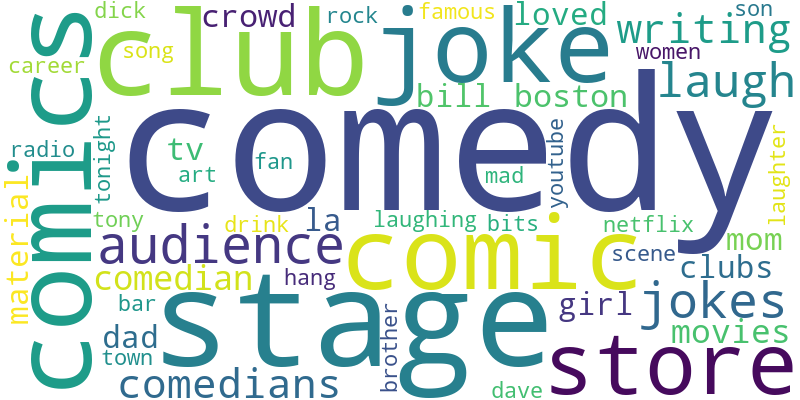 dick
crowd
rock
famous
loved
son
song
club
joke
writing
women
career
comics
laugh
bill
boston
comedy
radio
tonight
tv
art
fan
mad
youtube
laughter
material
tony
drink
la
laughing
bits
netflix
audience
comic
scene
mom
comedian
hang
stage
clubs
bar
girl
jokes
dad
town
brother
movies
store
comedians
dave